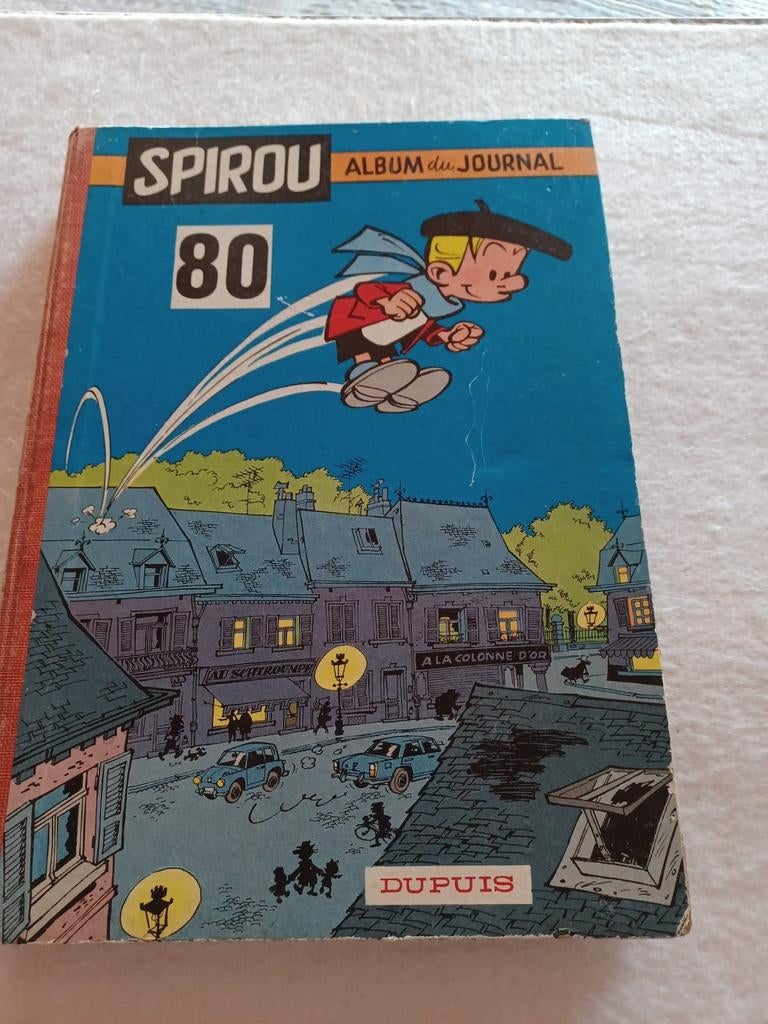 SPIROU
ALBUM du JOURNAL
80
AU SCHTROUMPF
A LA COLONNE D'OR
DUPUIS